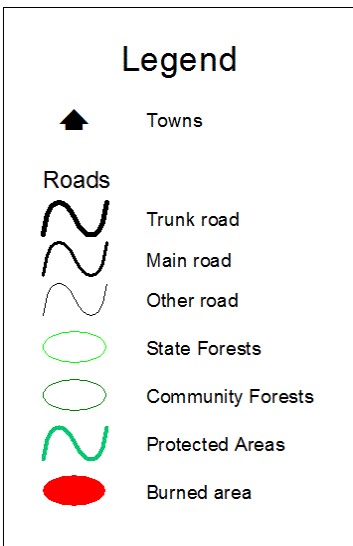 Legend
Towns
Roads
Trunk road
Main road
Other road
State Forests
Community Forests
Protected Areas
Burned area